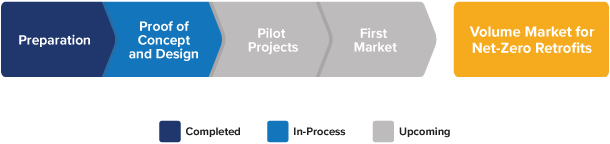 Preparation
Proof of
Concept
and Design
Pilot
Projects
First
Market
Volume Market for
Net-Zero Retrofits
Completed
In-Process
Upcoming